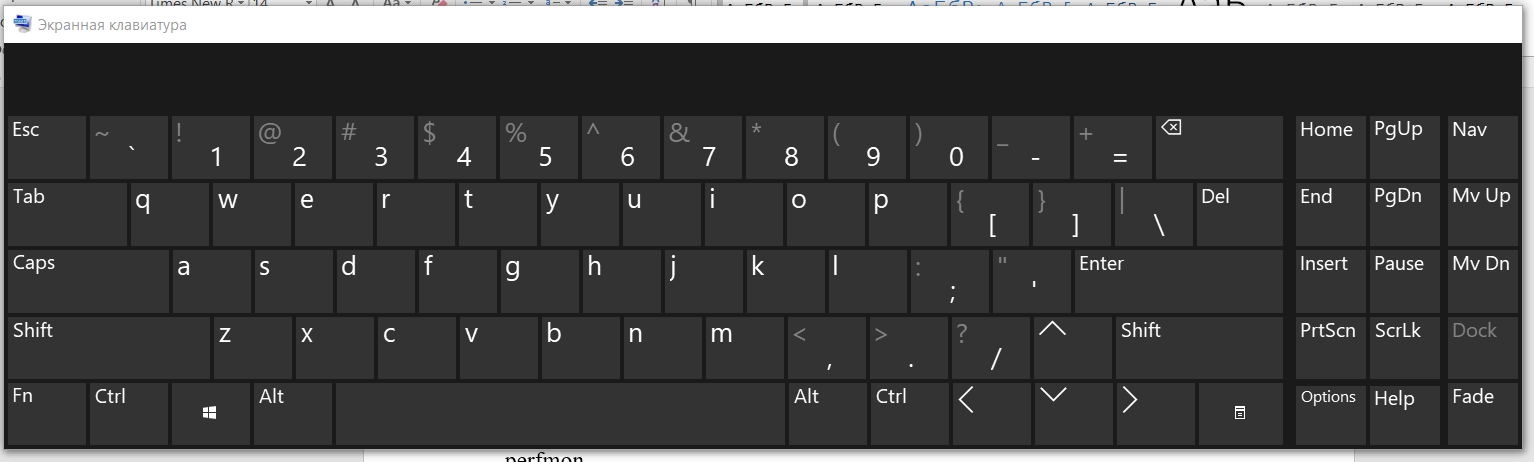 Times New R 14
Экранная клавиатура
Esc ~ ` ! 1 @ 2 # 3 $ 4 % 5 ^ 6 & 7 * 8 ( 9 ) 0 _ - + = Home PgUp Nav
Tab q w e r t y u i o p { [ } ] | \ Del End PgDn Mv Up
Caps a s d f g h j k l : ; " ' Enter Insert Pause Mv Dn
Shift z x c v b n m < , > . ? / Shift PrtScn ScrLk Dock
Fn Ctrl Alt Alt Ctrl Options Help Fade
perfmon